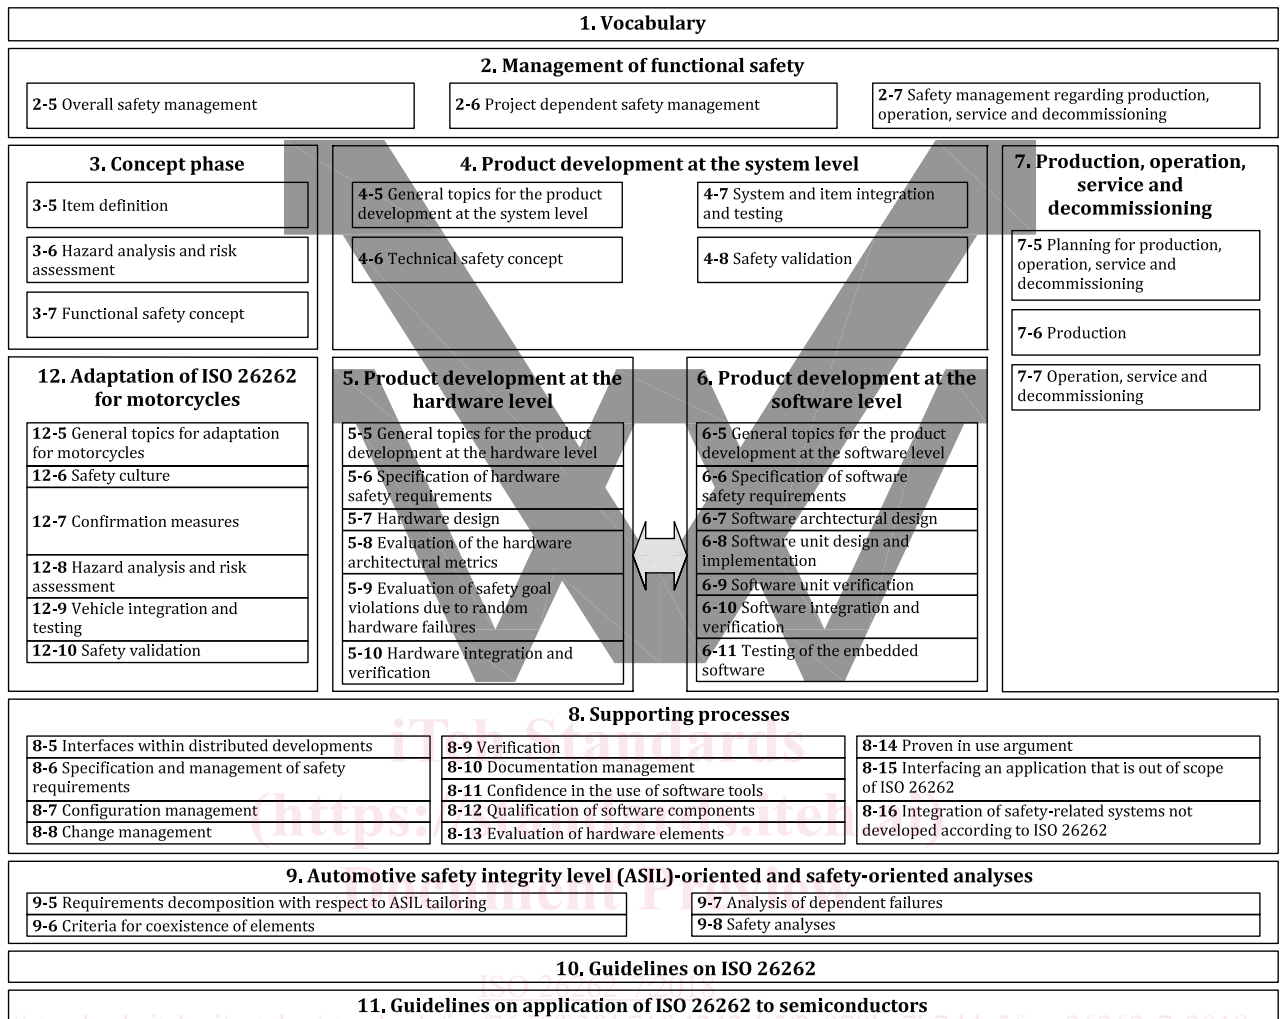 1. Vocabulary
2. Management of functional safety
2-5 Overall safety management
2-6 Project dependent safety management
2-7 Safety management regarding production,
operation, service and decommissioning
3. Concept phase
3-5 Item definition
3-6 Hazard analysis and risk
assessment
3-7 Functional safety concept
4. Product development at the system level
4-5 General topics for the product
development at the system level
4-6 Technical safety concept
4-7 System and item integration
and testing
4-8 Safety validation
7. Production, operation,
service and
decommissioning
7-5 Planning for production,
operation, service and
decommissioning
7-6 Production
7-7 Operation, service and
decommissioning
12. Adaptation of ISO 26262
for motorcycles
12-5 General topics for adaptation
for motorcycles
12-6 Safety culture
12-7 Confirmation measures
12-8 Hazard analysis and risk
assessment
12-9 Vehicle integration and
testing
12-10 Safety validation
5. Product development at the
hardware level
5-5 General topics for the product
development at the hardware level
5-6 Specification of hardware
safety requirements
5-7 Hardware design
5-8 Evaluation of the hardware
architectural metrics
5-9 Evaluation of safety goal
violations due to random
hardware failures
5-10 Hardware integration and
verification
6. Product development at the
software level
6-5 General topics for the product
development at the software level
6-6 Specification of software
safety requirements
6-7 Software archtectural design
6-8 Software unit design and
implementation
6-9 Software unit verification
6-10 Software integration and
verification
6-11 Testing of the embedded
software
8. Supporting processes
8-5 Interfaces within distributed developments
8-6 Specification and management of safety
requirements
8-7 Configuration management
8-8 Change management
8-9 Verification
8-10 Documentation management
8-11 Confidence in the use of software tools
8-12 Qualification of software components
8-13 Evaluation of hardware elements
8-14 Proven in use argument
8-15 Interfacing an application that is out of scope
of ISO 26262
8-16 Integration of safety-related systems not
developed according to ISO 26262
iTeh Standards
(https://standards.iteh.ai)
Document Preview
9. Automotive safety integrity level (ASIL)-oriented and safety-oriented analyses
9-5 Requirements decomposition with respect to ASIL tailoring
9-6 Criteria for coexistence of elements
9-7 Analysis of dependent failures
9-8 Safety analyses
10. Guidelines on ISO 26262
ISO 26262-7:2018
11. Guidelines on application of ISO 26262 to semiconductors